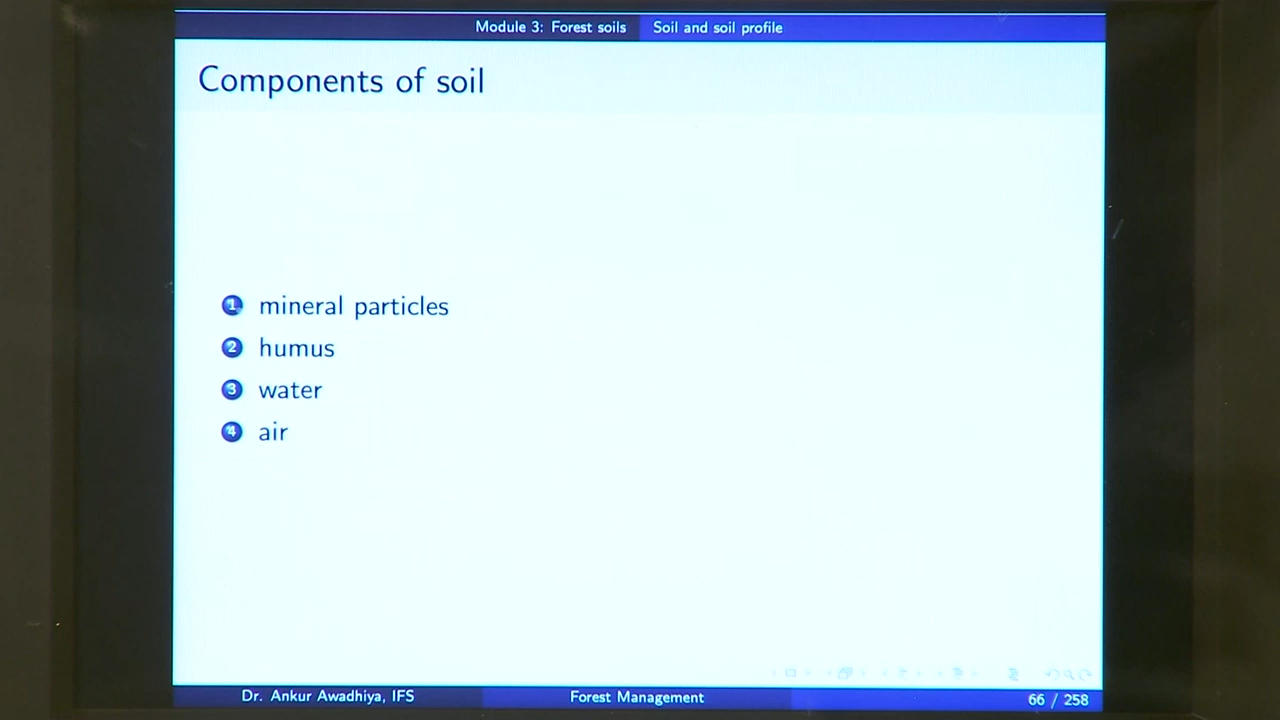 Module 3: Forest soils Soil and soil profile
Components of soil
1 mineral particles
2 humus
3 water
4 air
Dr. Ankur Awadhiya, IFS Forest Management 66 / 258